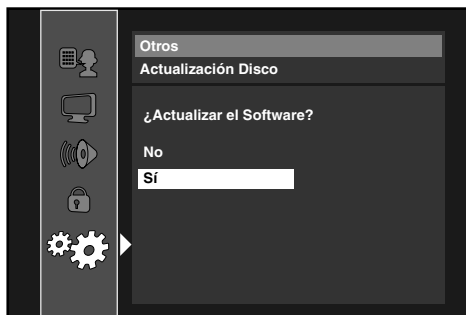 Otros
Actualización Disco
¿Actualizar el Software?
No
Sí